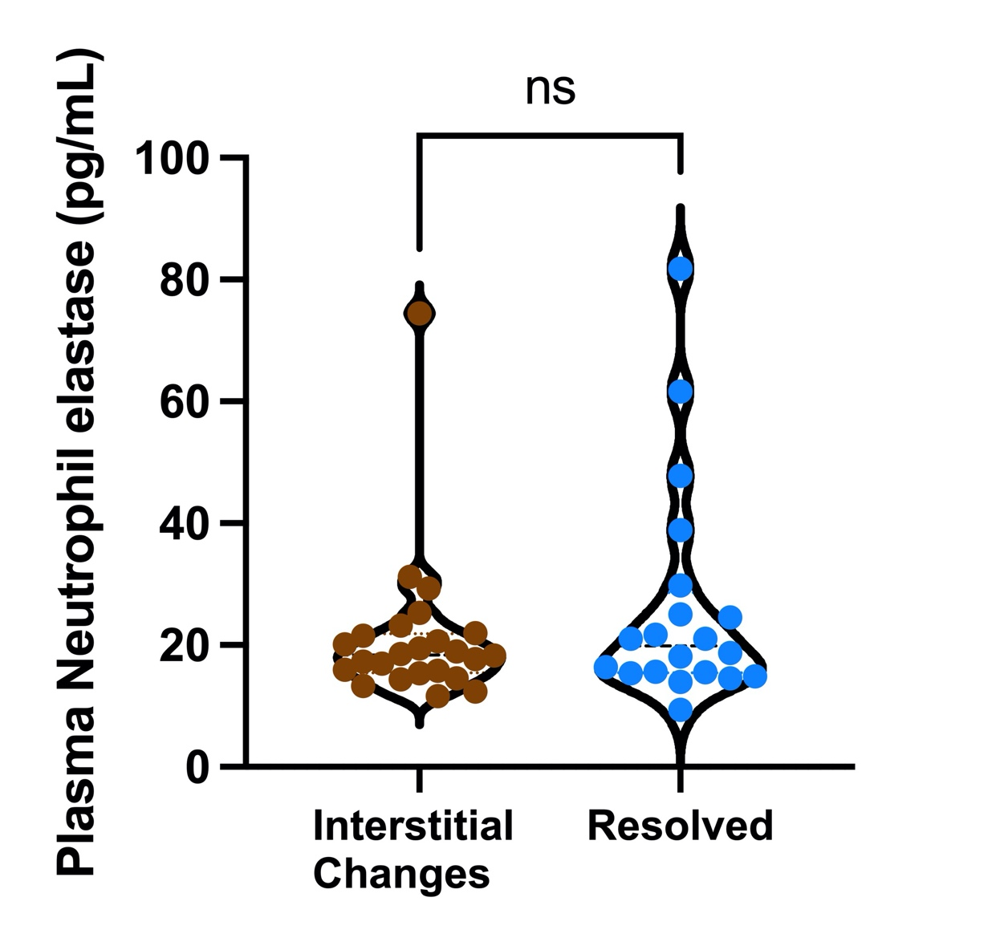 ns
Plasma Neutrophil elastase (pg/mL)
100
80
60
40
20
0
Interstitial
Changes
Resolved